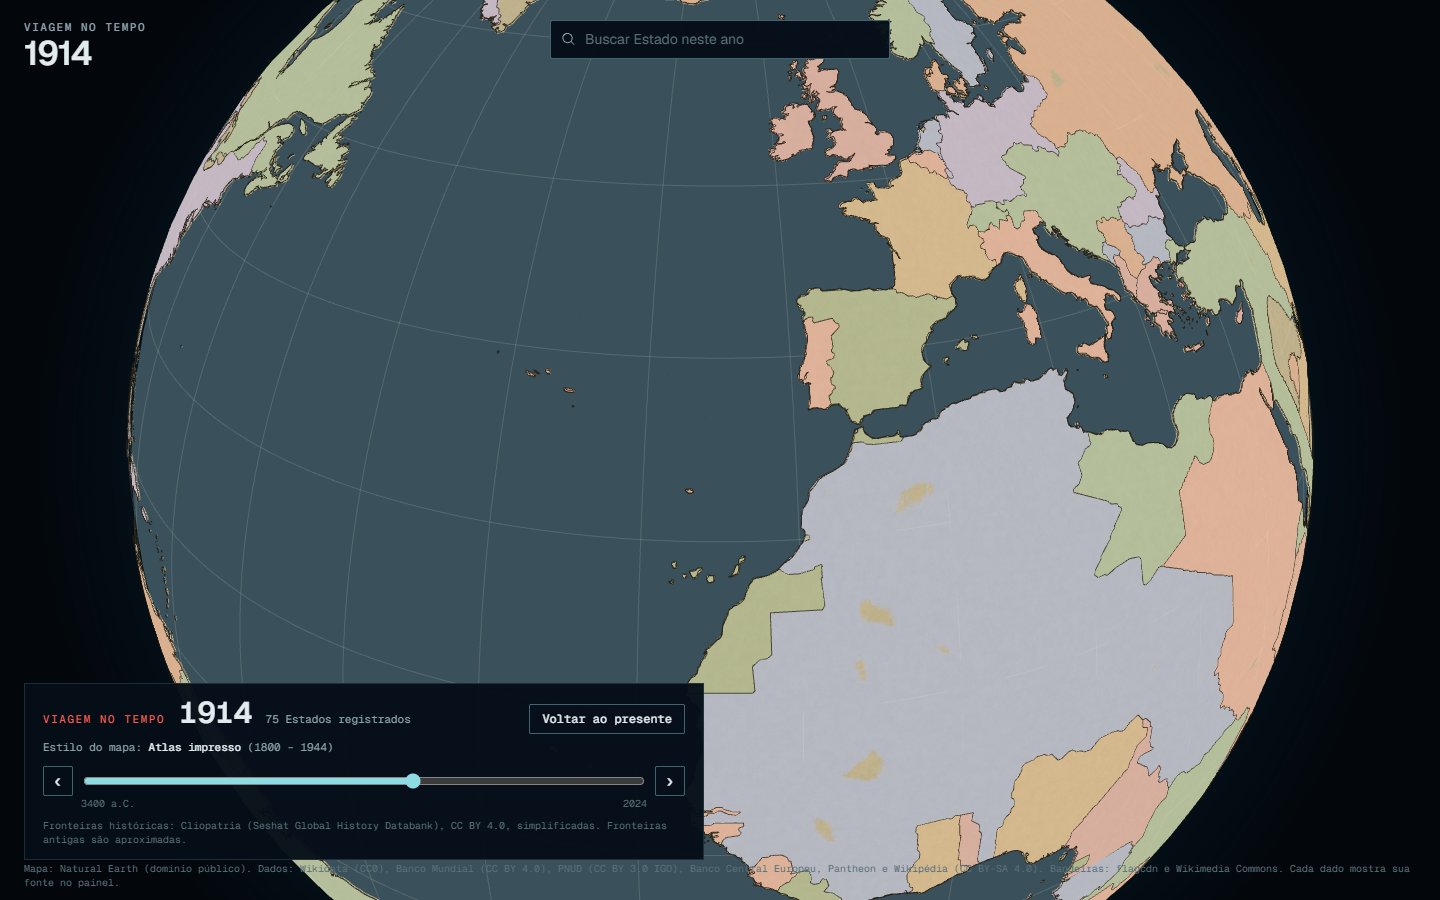 VIAGEM NO TEMPO
1914
Buscar Estado neste ano
VIAGEM NO TEMPO 1914 75 Estados registrados
Voltar ao presente
Estilo do mapa: Atlas impresso (1800 – 1944)
‹ ›
3400 a.C. 2024
Fronteiras históricas: Cliopatria (Seshat Global History Databank), CC BY 4.0, simplificadas. Fronteiras
antigas são aproximadas.
Mapa: Natural Earth (domínio público). Dados: Wikidata (CC0), Banco Mundial (CC BY 4.0), PNUD (CC BY 3.0 IGO), Banco Central Europeu, Pantheon e Wikipédia (CC BY-SA 4.0). Bandeiras: flagcdn e Wikimedia Commons. Cada dado mostra sua
fonte no painel.